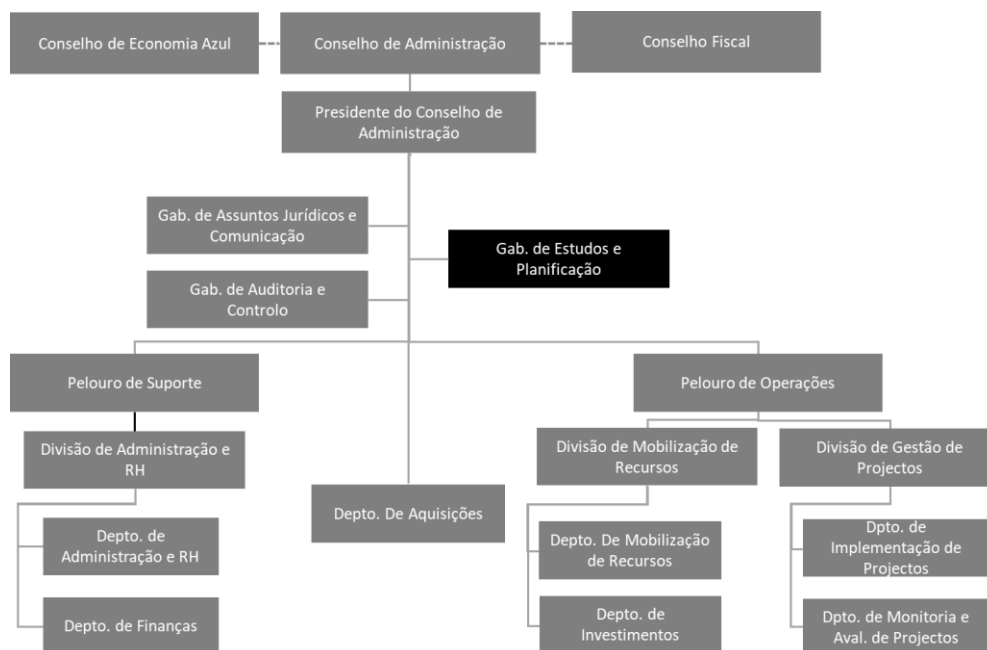 Conselho de Economia Azul
Conselho de Administração
Conselho Fiscal
Presidente do Conselho de
Administração
Gab. de Assuntos Jurídicos e
Comunicação
Gab. de Estudos e
Planificação
Gab. de Auditoria e
Controlo
Pelouro de Suporte
Pelouro de Operações
Divisão de Administração e
RH
Divisão de Mobilização de
Recursos
Divisão de Gestão de
Projectos
Depto. De Aquisições
Depto. de
Administração e RH
Depto. De Mobilização
de Recursos
Dpto. de
Implementação de
Projectos
Depto. de Finanças
Depto. de
Investimentos
Dpto. de Monitoria e
Aval. de Projectos